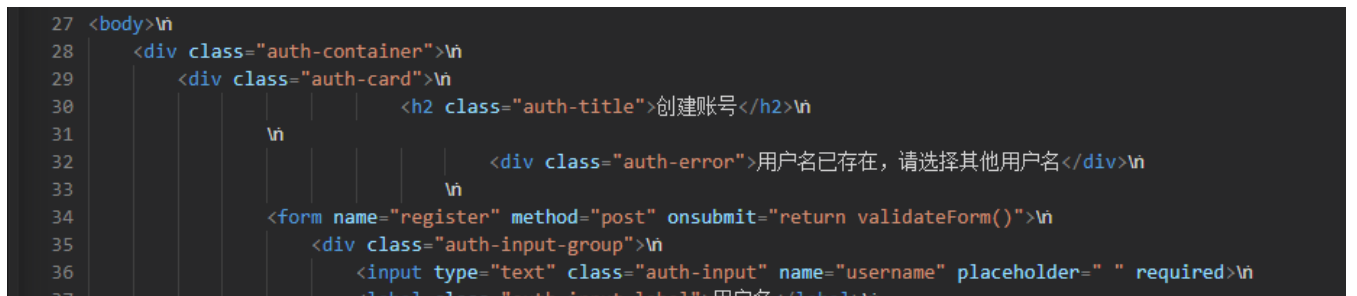 27 <body>\n
28 <div class="auth-container">\n
29 <div class="auth-card">\n
30 <h2 class="auth-title">创建账号</h2>\n
31 \n
32 <div class="auth-error">用户名已存在，请选择其他用户名</div>\n
33 \n
34 <form name="register" method="post" onsubmit="return validateForm()">\n
35 <div class="auth-input-group">\n
36 <input type="text" class="auth-input" name="username" placeholder=" " required>\n